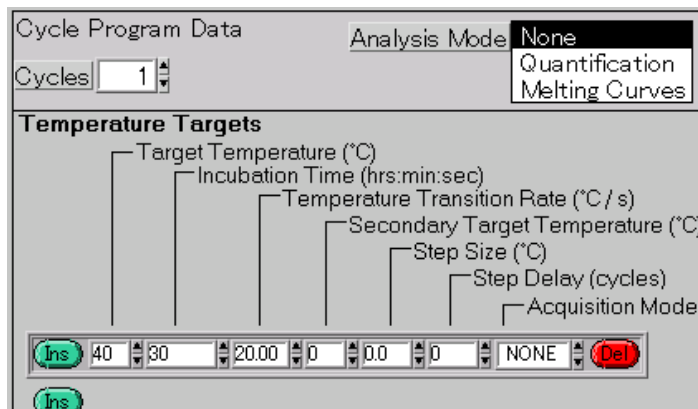 Cycle Program Data
Analysis Mode None
Quantification
Melting Curves
Cycles 1
Temperature Targets
Target Temperature (°C)
Incubation Time (hrs:min:sec)
Temperature Transition Rate (°C / s)
Secondary Target Temperature (°C)
Step Size (°C)
Step Delay (cycles)
Acquisition Mode
Ins 40 30 20.00 0 0.0 0 NONE Del
Ins